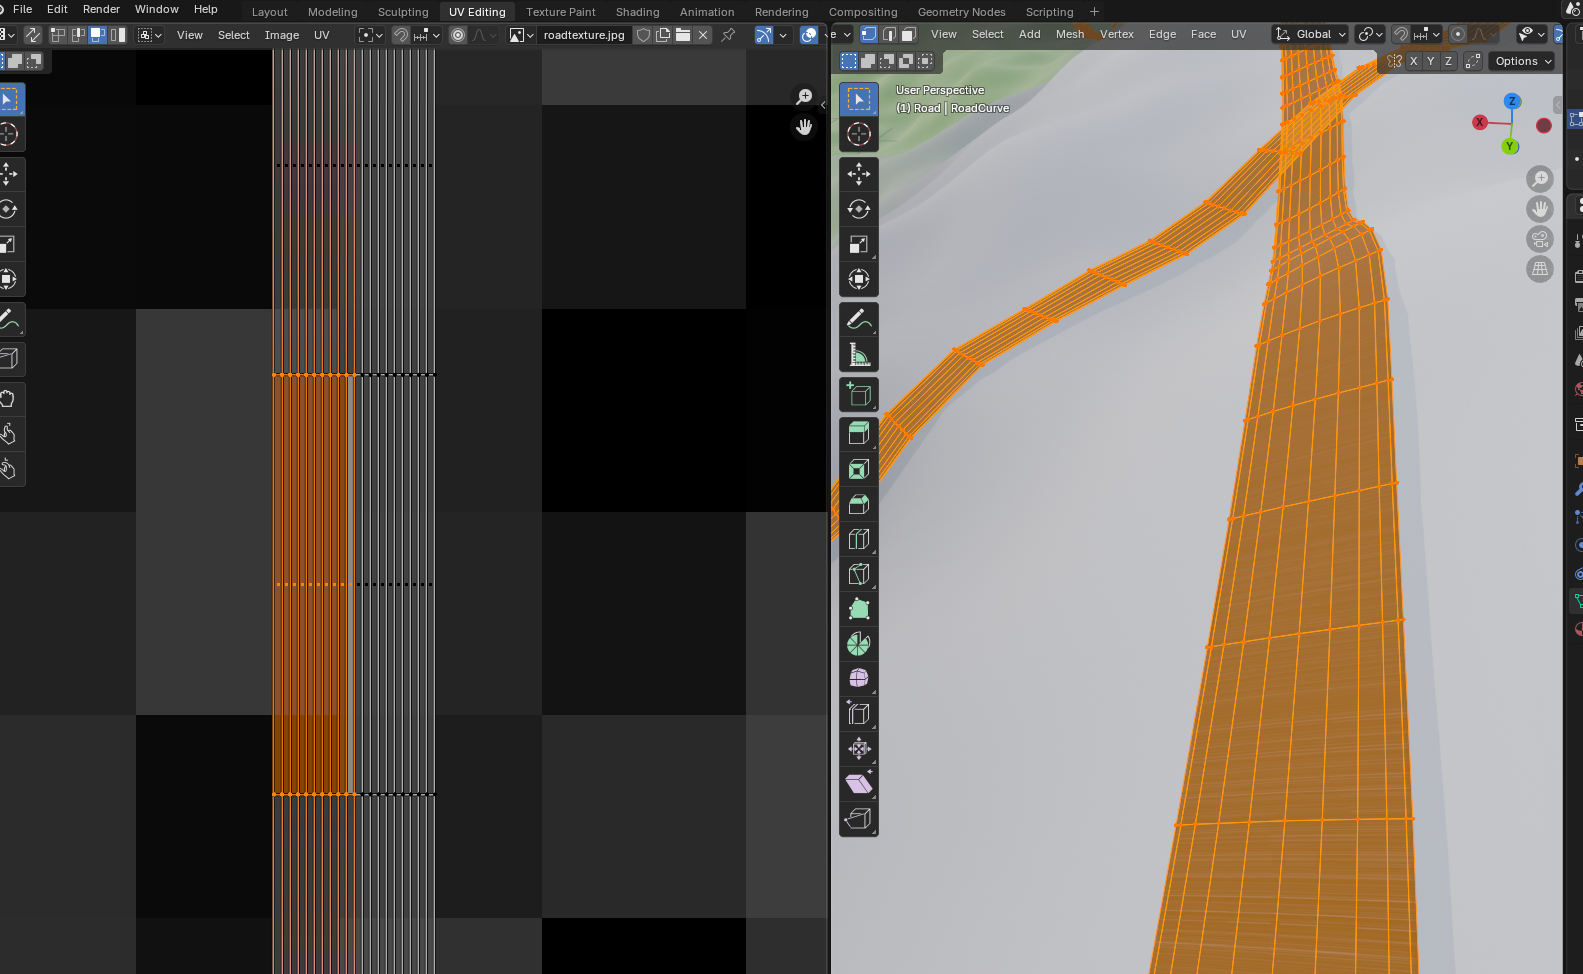 File Edit Render Window Help
Layout Modeling Sculpting UV Editing Texture Paint Shading Animation Rendering Compositing Geometry Nodes Scripting +
View Select Image UV roadtexture.jpg
e View Select Add Mesh Vertex Edge Face UV Global
X Y Z Options
User Perspective
(1) Road | RoadCurve
Z
X
Y